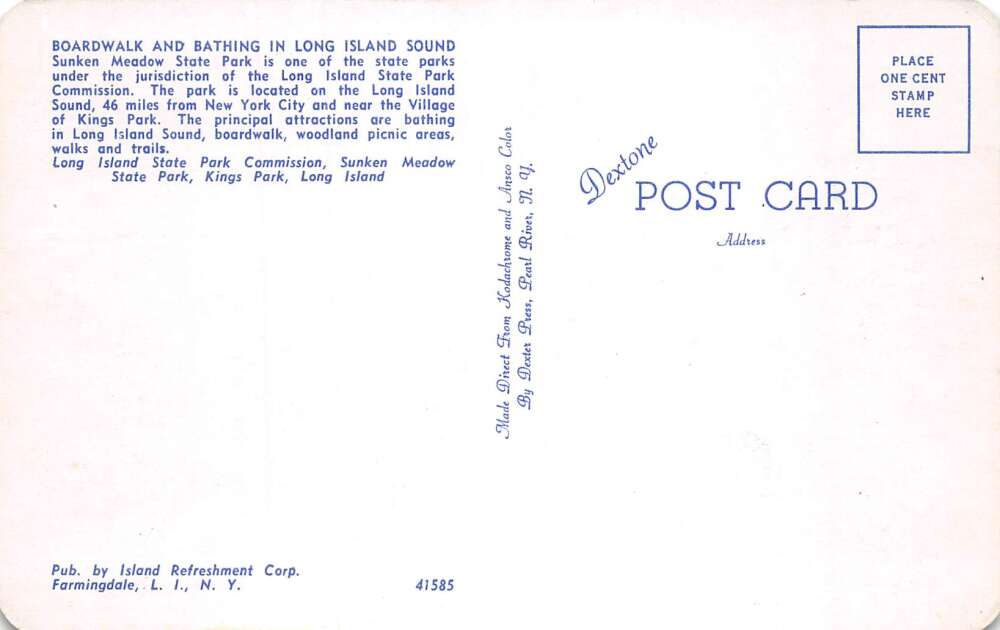 BOARDWALK AND BATHING IN LONG ISLAND SOUND
Sunken Meadow State Park is one of the state parks
under the jurisdiction of the Long Island State Park
Commission. The park is located on the Long Island
Sound, 46 miles from New York City and near the Village
of Kings Park. The principal attractions are bathing
in Long Island Sound, boardwalk, woodland picnic areas,
walks and trails.
Long Island State Park Commission, Sunken Meadow
State Park, Kings Park, Long Island
Pub. by Island Refreshment Corp.
Farmingdale, L. I., N. Y. 41585
Made Direct From Kodachrome and Ansco Color
By Dexter Press, Pearl River, N. Y.
Dextone
POST CARD
Address
PLACE
ONE CENT
STAMP
HERE